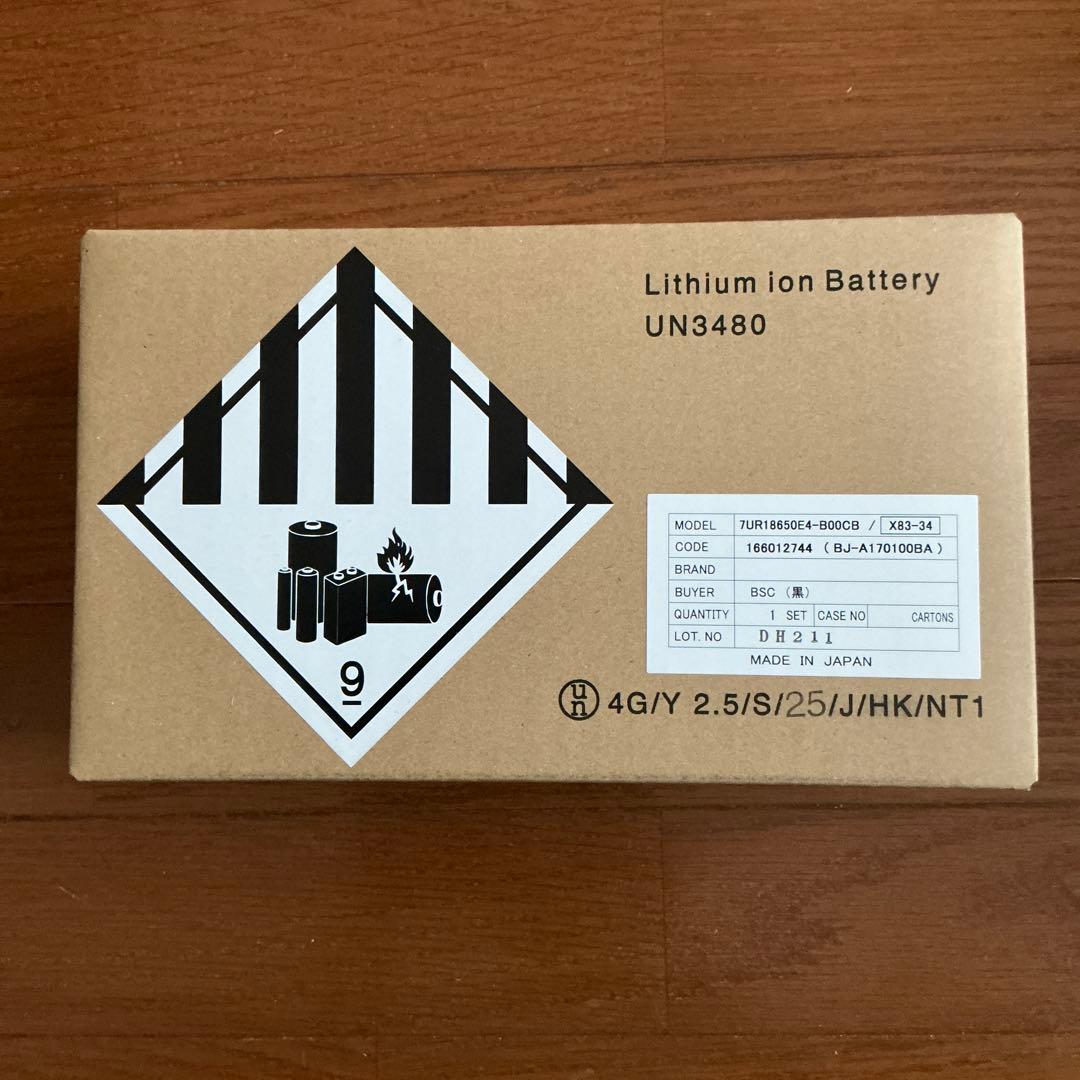 Lithium ion Battery
UN3480
MODEL 7UR18650E4-B00CB / X83-34
CODE 166012744 (BJ-A170100BA)
BRAND
BUYER BSC (黒)
QUANTITY 1 SET CASE NO CARTONS
LOT. NO DH211
MADE IN JAPAN
9
un 4G/Y 2.5/S/25/J/HK/NT1